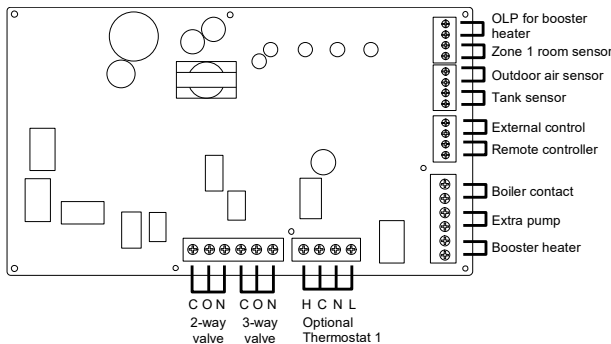 OLP for booster
heater
Zone 1 room sensor
Outdoor air sensor
Tank sensor
External control
Remote controller
Boiler contact
Extra pump
Booster heater
C O N C O N H C N L
2-way 3-way Optional
valve valve Thermostat 1